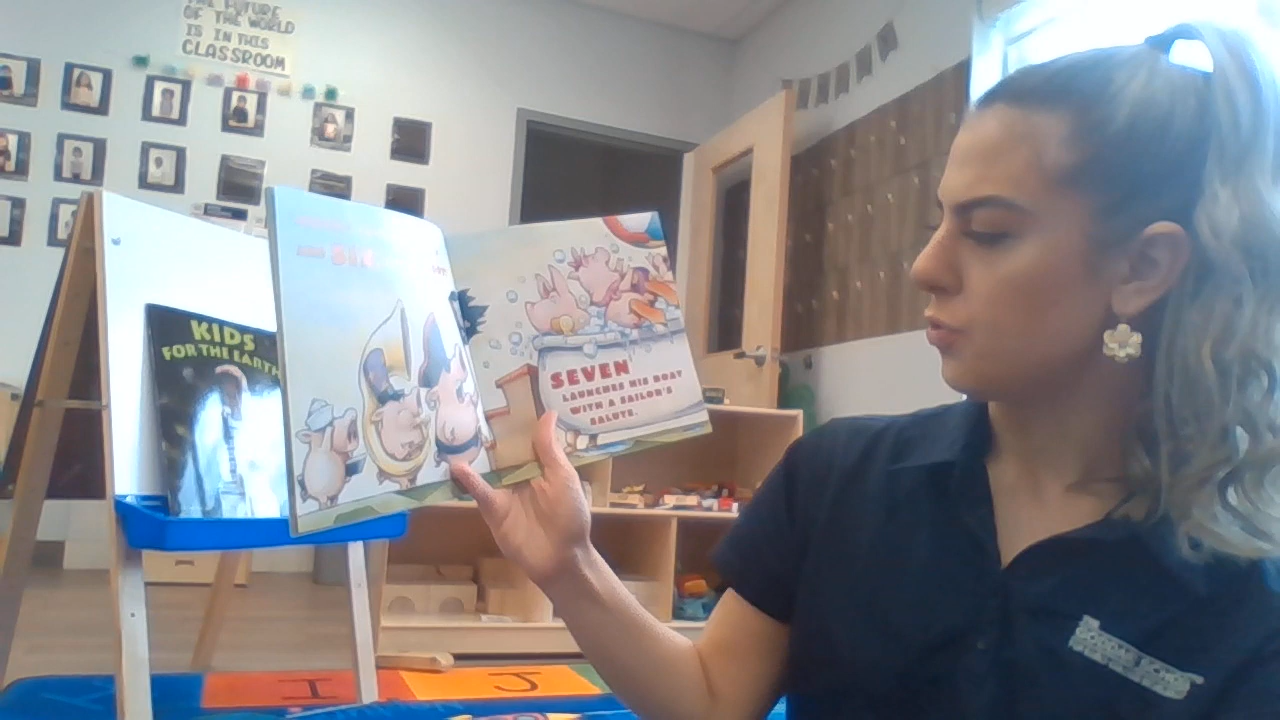 THE FUTURE
OF THE WORLD
IS IN THIS
CLASSROOM
KIDS
FOR THE EARTH
SIX
SEVEN
LAUNCHES HIS BOAT
WITH A SAILOR'S
SALUTE.
I J